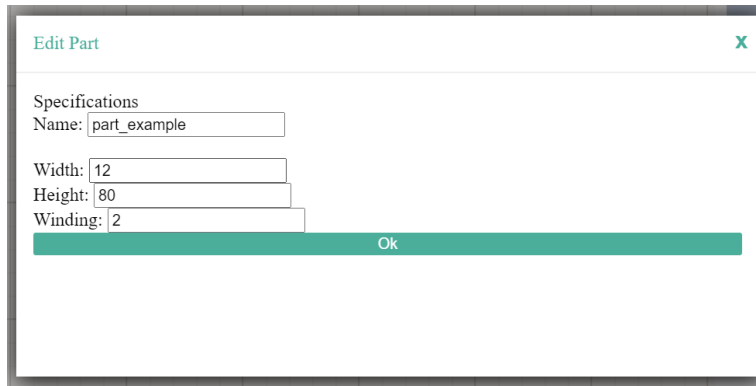 Edit Part
X
Specifications
Name: part_example
Width: 12
Height: 80
Winding: 2
Ok